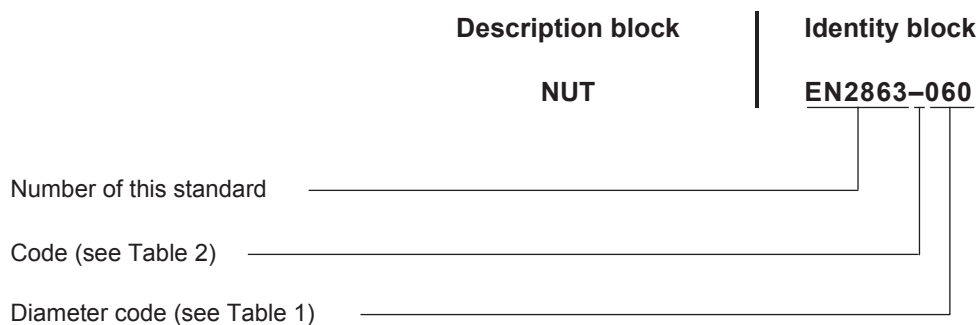 Description block Identity block
NUT EN2863–060
Number of this standard
Code (see Table 2)
Diameter code (see Table 1)